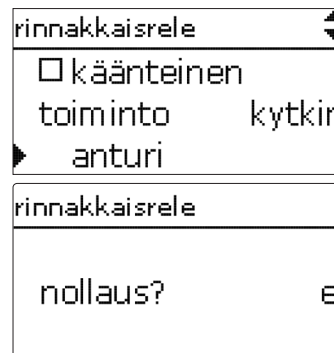 rinnakkaisrele
käänteinen
toiminto
anturi
rinnakkaisrele
nollaus?